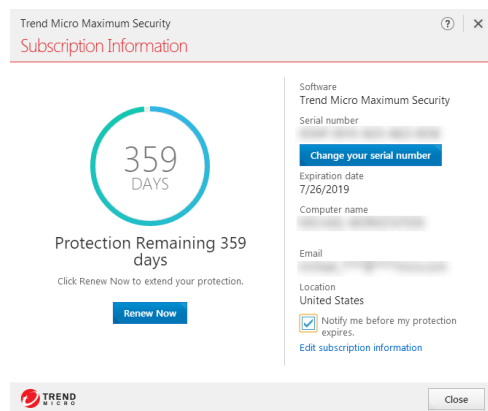 Trend Micro Maximum Security
?
Subscription Information
359
DAYS
Protection Remaining 359
days
Click Renew Now to extend your protection.
Renew Now
Software
Trend Micro Maximum Security
Serial number
Change your serial number
Expiration date
7/26/2019
Computer name
Email
Location
United States
Notify me before my protection
expires.
Edit subscription information
TREND
MICRO
Close